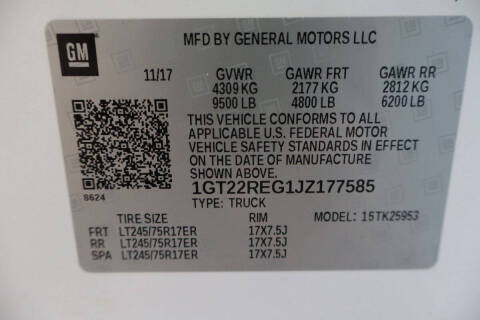 GM
MFD BY GENERAL MOTORS LLC
11/17 GVWR GAWR FRT GAWR RR
4309 KG 2177 KG 2812 KG
9500 LB 4800 LB 6200 LB
THIS VEHICLE CONFORMS TO ALL
APPLICABLE U.S. FEDERAL MOTOR
VEHICLE SAFETY STANDARDS IN EFFECT
ON THE DATE OF MANUFACTURE
SHOWN ABOVE.
1GT22REG1JZ177585
8624
TYPE: TRUCK
TIRE SIZE RIM MODEL: 15TK25953
FRT LT245/75R17ER 17X7.5J
RR LT245/75R17ER 17X7.5J
SPA LT245/75R17ER 17X7.5J